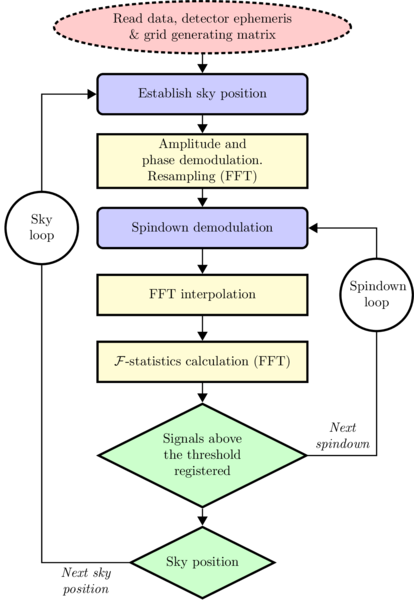 Read data, detector ephemeris
& grid generating matrix
Establish sky position
Amplitude and
phase demodulation.
Resampling (FFT)
Sky
loop
Spindown demodulation
Spindown
loop
FFT interpolation
ℱ-statistics calculation (FFT)
Signals above
the threshold
registered
Next
spindown
Sky position
Next sky
position